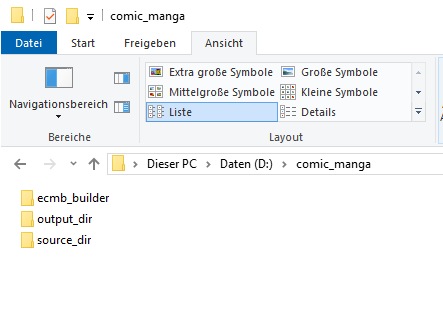 comic_manga
Datei Start Freigeben Ansicht
Extra große Symbole Große Symbole
Mittelgroße Symbole Kleine Symbole
Liste Details
Navigationsbereich
Bereiche Layout
Dieser PC Daten (D:) comic_manga
ecmb_builder
output_dir
source_dir